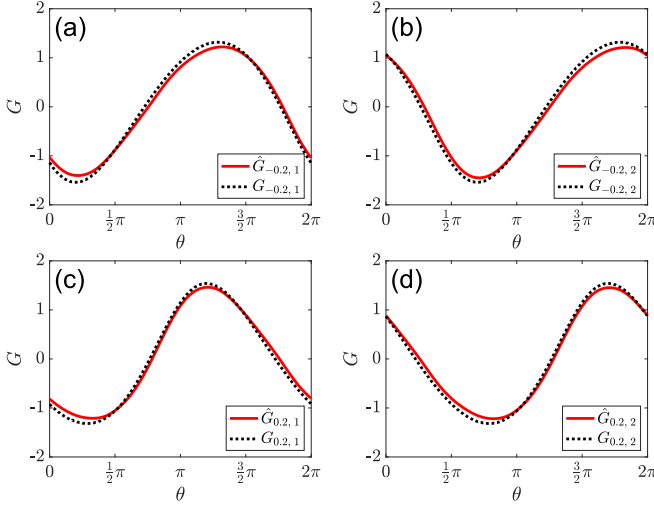 (a)
2
1
0
-1
-2
G
0
½π
π
3/2π
2π
θ
Ĝ₋₀.₂, ₁
G₋₀.₂, ₁
(b)
2
1
0
-1
-2
G
0
½π
π
3/2π
2π
θ
Ĝ₋₀.₂, ₂
G₋₀.₂, ₂
(c)
2
1
0
-1
-2
G
0
½π
π
3/2π
2π
θ
Ĝ₀.₂, ₁
G₀.₂, ₁
(d)
2
1
0
-1
-2
G
0
½π
π
3/2π
2π
θ
Ĝ₀.₂, ₂
G₀.₂, ₂